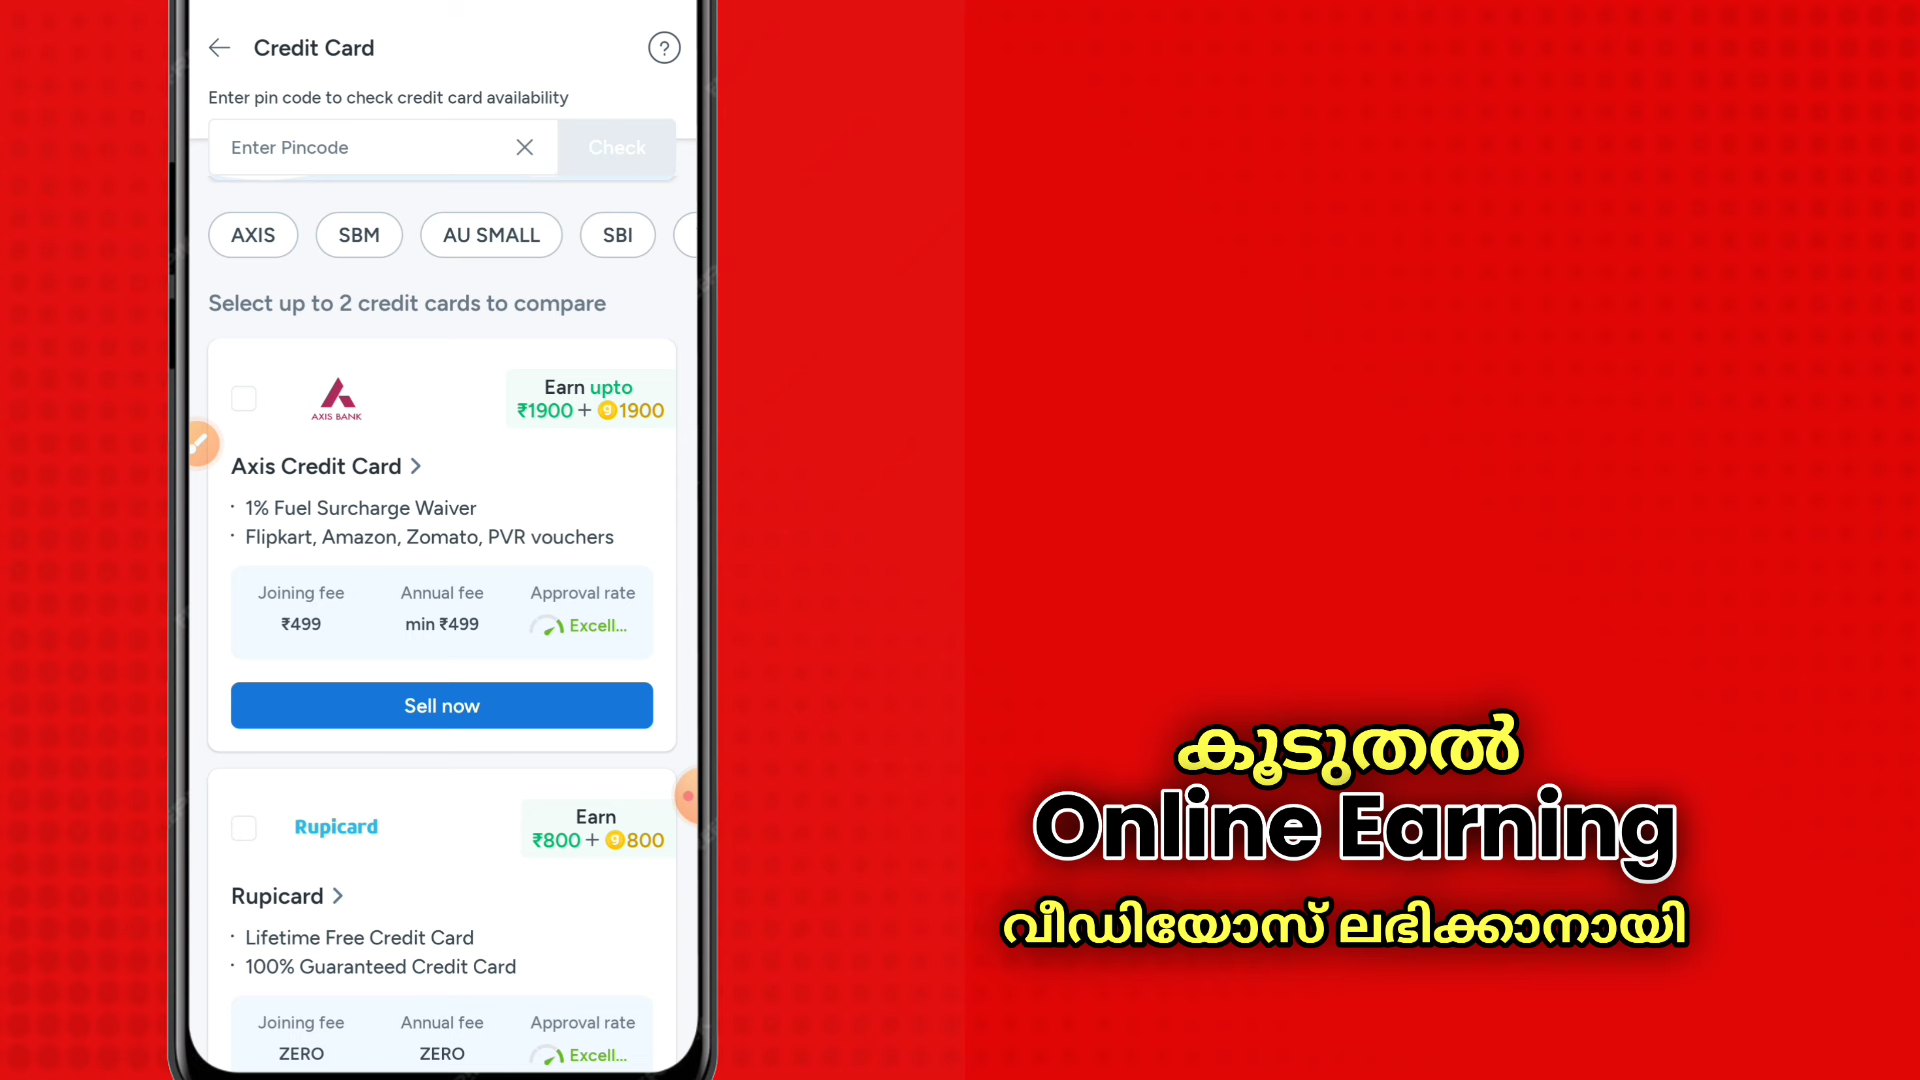 Credit Card
?
Enter pin code to check credit card availability
Enter Pincode
Check
AXIS
SBM
AU SMALL
SBI
Select up to 2 credit cards to compare
AXIS BANK
Earn upto
₹1900 + g 1900
Axis Credit Card
· 1% Fuel Surcharge Waiver
· Flipkart, Amazon, Zomato, PVR vouchers
Joining fee Annual fee Approval rate
₹499 min ₹499 Excell...
Sell now
Rupicard
Earn
₹800 + g 800
Rupicard
· Lifetime Free Credit Card
· 100% Guaranteed Credit Card
Joining fee Annual fee Approval rate
ZERO ZERO Excell...
കൂടുതൽ
Online Earning
വീഡിയോസ് ലഭിക്കാനായി